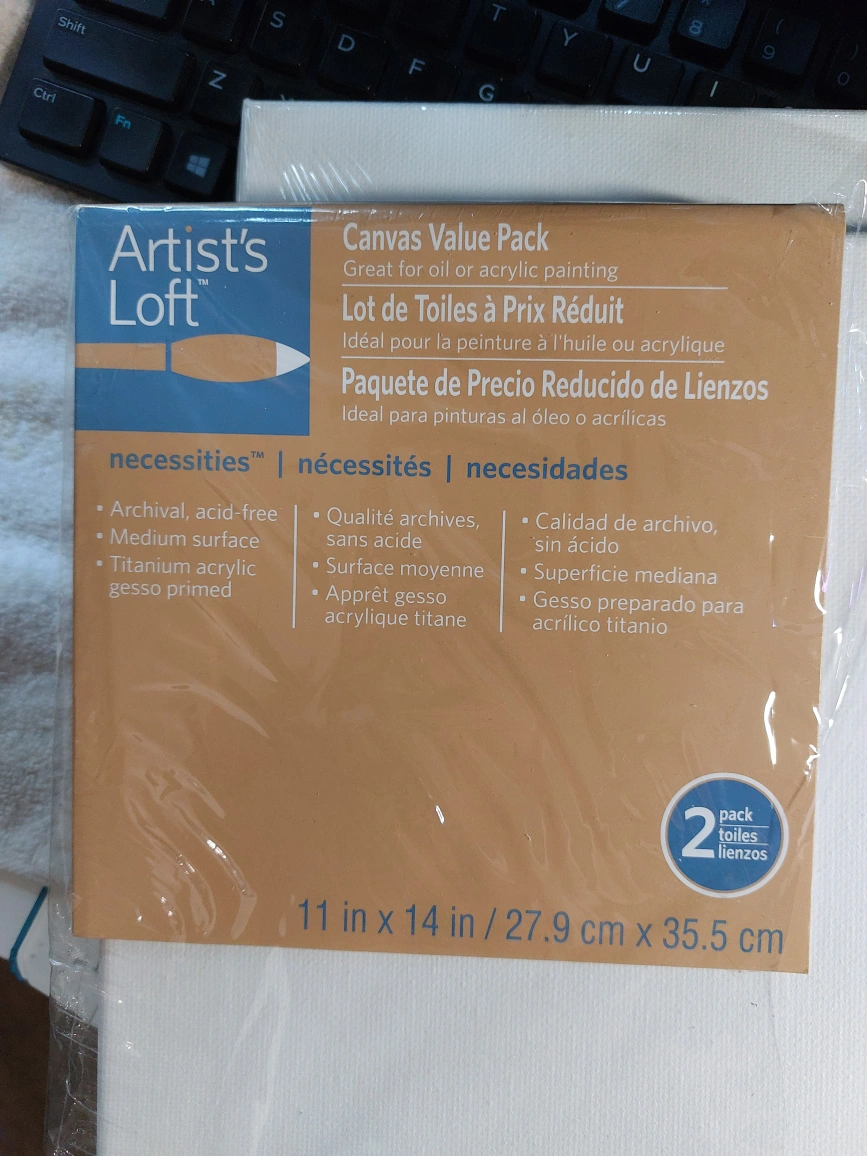 Shift
Ctrl
Fn
Z
S
D
F
T
G
Y
U
I
8
9
Artist's
Loft™
Canvas Value Pack
Great for oil or acrylic painting
Lot de Toiles à Prix Réduit
Idéal pour la peinture à l'huile ou acrylique
Paquete de Precio Reducido de Lienzos
Ideal para pinturas al óleo o acrílicas
necessities™ | nécessités | necesidades
• Archival, acid-free
• Medium surface
• Titanium acrylic
gesso primed
• Qualité archives,
sans acide
• Surface moyenne
• Apprêt gesso
acrylique titane
• Calidad de archivo,
sin ácido
• Superficie mediana
• Gesso preparado para
acrílico titanio
2 pack
toiles
lienzos
11 in x 14 in / 27.9 cm x 35.5 cm